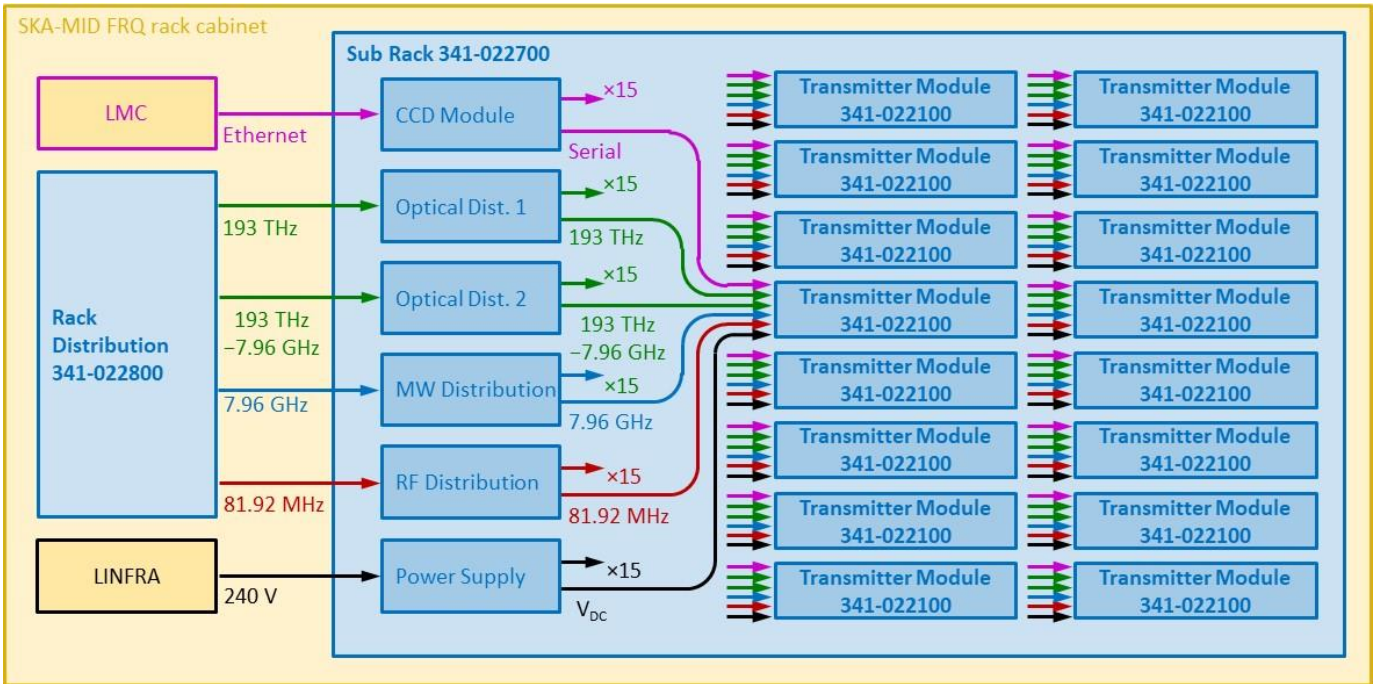 SKA-MID FRQ rack cabinet
Sub Rack 341-022700
LMC
Ethernet
Rack
Distribution
341-022800
193 THz
193 THz
−7.96 GHz
7.96 GHz
81.92 MHz
LINFRA
240 V
CCD Module
×15
Serial
Optical Dist. 1
×15
193 THz
Optical Dist. 2
×15
193 THz
−7.96 GHz
MW Distribution
×15
7.96 GHz
RF Distribution
×15
81.92 MHz
Power Supply
×15
VDC
Transmitter Module
341-022100
Transmitter Module
341-022100
Transmitter Module
341-022100
Transmitter Module
341-022100
Transmitter Module
341-022100
Transmitter Module
341-022100
Transmitter Module
341-022100
Transmitter Module
341-022100
Transmitter Module
341-022100
Transmitter Module
341-022100
Transmitter Module
341-022100
Transmitter Module
341-022100
Transmitter Module
341-022100
Transmitter Module
341-022100
Transmitter Module
341-022100
Transmitter Module
341-022100